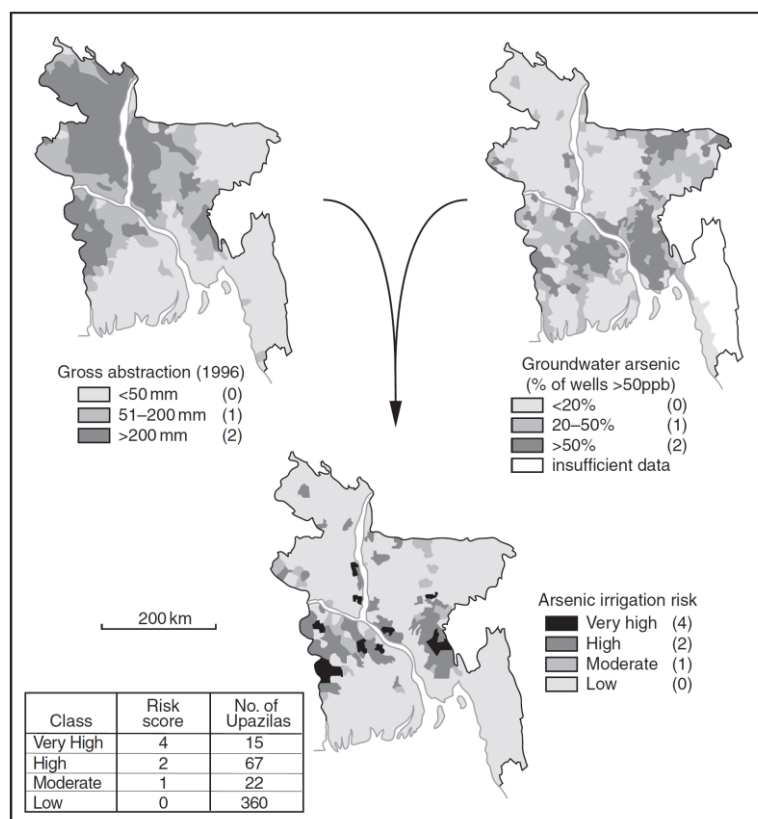 Gross abstraction (1996)
<50 mm (0)
51–200 mm (1)
>200 mm (2)
Groundwater arsenic
(% of wells >50ppb)
<20% (0)
20–50% (1)
>50% (2)
insufficient data
200 km
Arsenic irrigation risk
Very high (4)
High (2)
Moderate (1)
Low (0)
Class Risk score No. of Upazilas
Very High 4 15
High 2 67
Moderate 1 22
Low 0 360